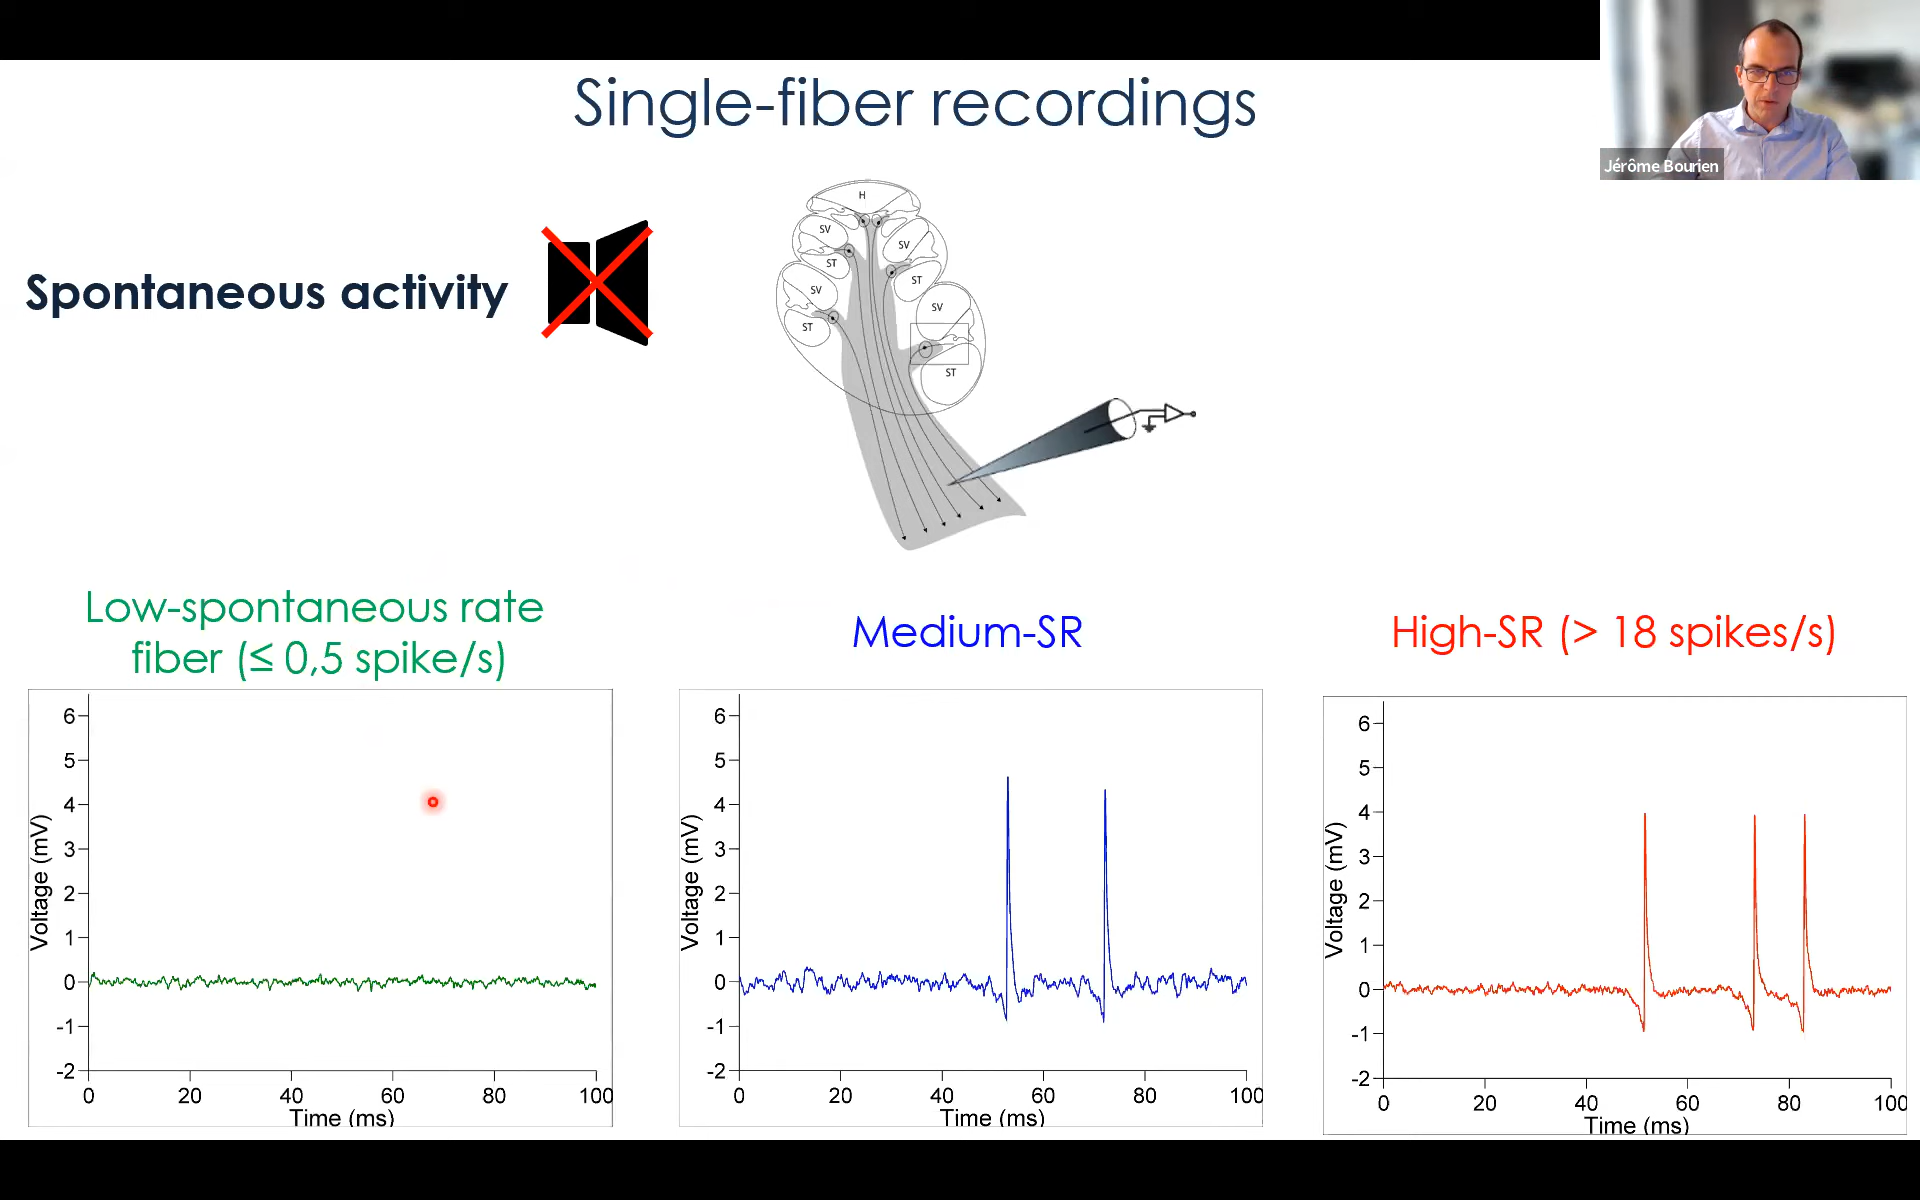 Single-fiber recordings
Jérôme Bourien
Spontaneous activity
H
SV
SV
ST
ST
SV
SV
ST
ST
Low-spontaneous rate
fiber (≤ 0,5 spike/s)
Medium-SR
High-SR (> 18 spikes/s)
Voltage (mV)
6
5
4
3
2
1
0
-1
-2
0 20 40 60 80 100
Time (ms)
Voltage (mV)
6
5
4
3
2
1
0
-1
-2
0 20 40 60 80 100
Time (ms)
Voltage (mV)
6
5
4
3
2
1
0
-1
-2
0 20 40 60 80 100
Time (ms)